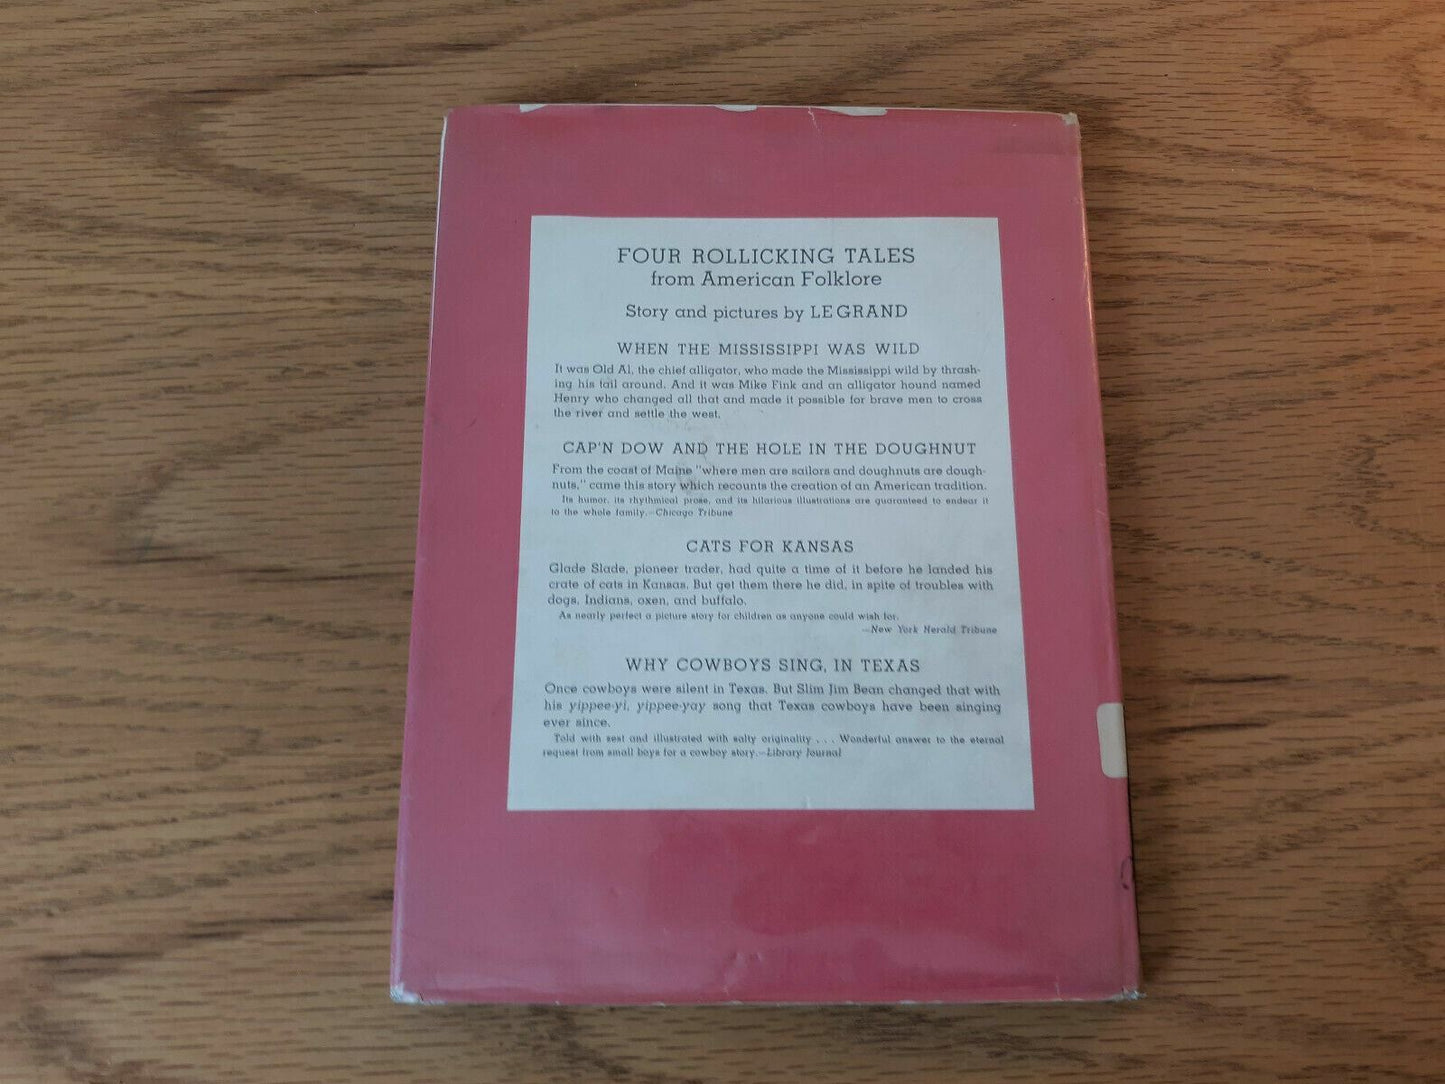 FOUR ROLLICKING TALES
from American Folklore
Story and pictures by LE GRAND
WHEN THE MISSISSIPPI WAS WILD
It was Old Al, the chief alligator, who made the Mississippi wild by thrash-
ing his tail around. And it was Mike Fink and an alligator hound named
Henry who changed all that and made it possible for brave men to cross
the river and settle the west.
CAP'N DOW AND THE HOLE IN THE DOUGHNUT
From the coast of Maine "where men are sailors and doughnuts are dough-
nuts," came this story which recounts the creation of an American tradition.
Its humor, its rhythmical prose, and its hilarious illustrations are guaranteed to endear it
to the whole family.—Chicago Tribune
CATS FOR KANSAS
Glade Slade, pioneer trader, had quite a time of it before he landed his
crate of cats in Kansas. But get them there he did, in spite of troubles with
dogs, Indians, oxen, and buffalo.
As nearly perfect a picture story for children as anyone could wish for.
—New York Herald Tribune
WHY COWBOYS SING, IN TEXAS
Once cowboys were silent in Texas. But Slim Jim Bean changed that with
his yippee-yi, yippee-yay song that Texas cowboys have been singing
ever since.
Told with zest and illustrated with salty originality . . . Wonderful answer to the eternal
request from small boys for a cowboy story.—Library Journal